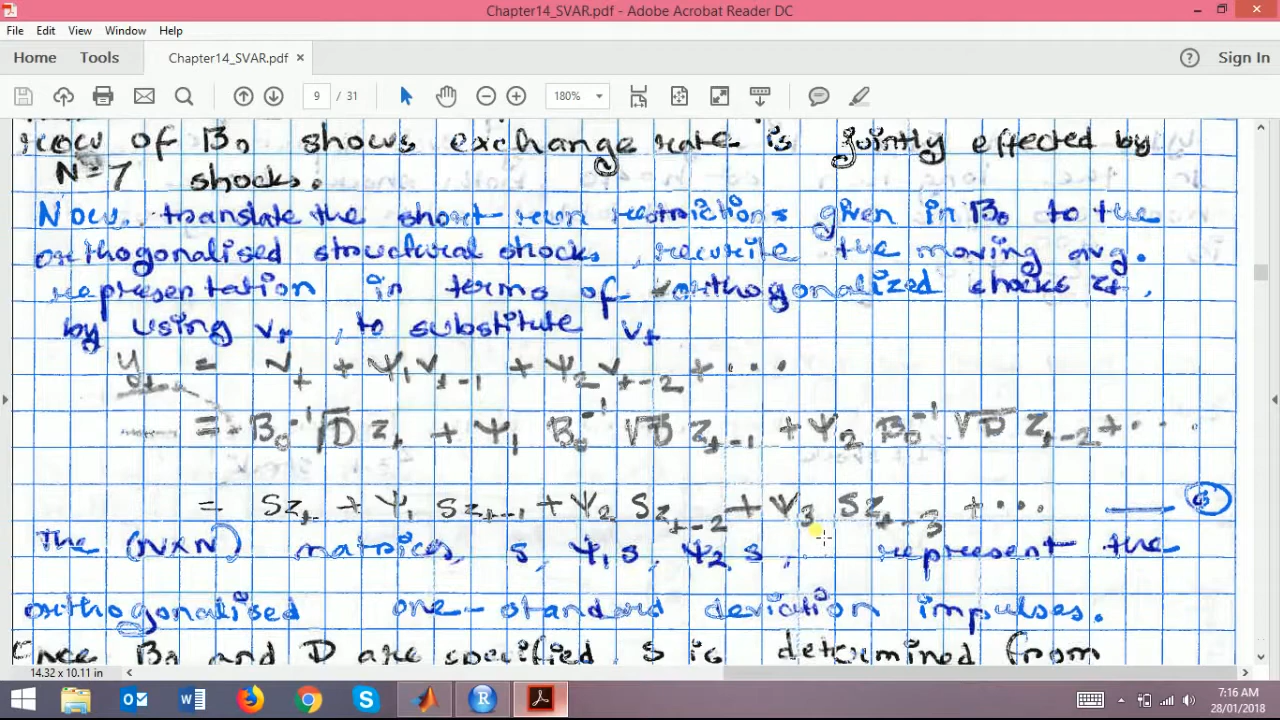 Chapter14_SVAR.pdf - Adobe Acrobat Reader DC
File Edit View Window Help
Home Tools Chapter14_SVAR.pdf × Sign In
9 / 31 180%
row of B₀ shows exchange rate is jointly effected by
N=7 shocks.
Now translate the short-run restrictions given in B₀ to the
orthogonalised structural shocks, rewrite the moving avg.
representation in terms of orthogonalized shocks zₜ,
by using vₜ, to substitute vₜ
yₜ = vₜ + Ψ₁vₜ₋₁ + Ψ₂vₜ₋₂ + ...
= B₀⁻¹√D zₜ + Ψ₁ B₀⁻¹ √D zₜ₋₁ + Ψ₂ B₀⁻¹ √D zₜ₋₂ + ...
= Szₜ + Ψ₁ Szₜ₋₁ + Ψ₂ Szₜ₋₂ + Ψ₃ Szₜ₋₃ + ...
The (N×N) matrices, S, Ψ₁S, Ψ₂S, ... represent the
orthogonalised one-standard deviation impulses.
Once B₀ and D are specified, S is determined from
14.32 x 10.11 in
7:16 AM
28/01/2018